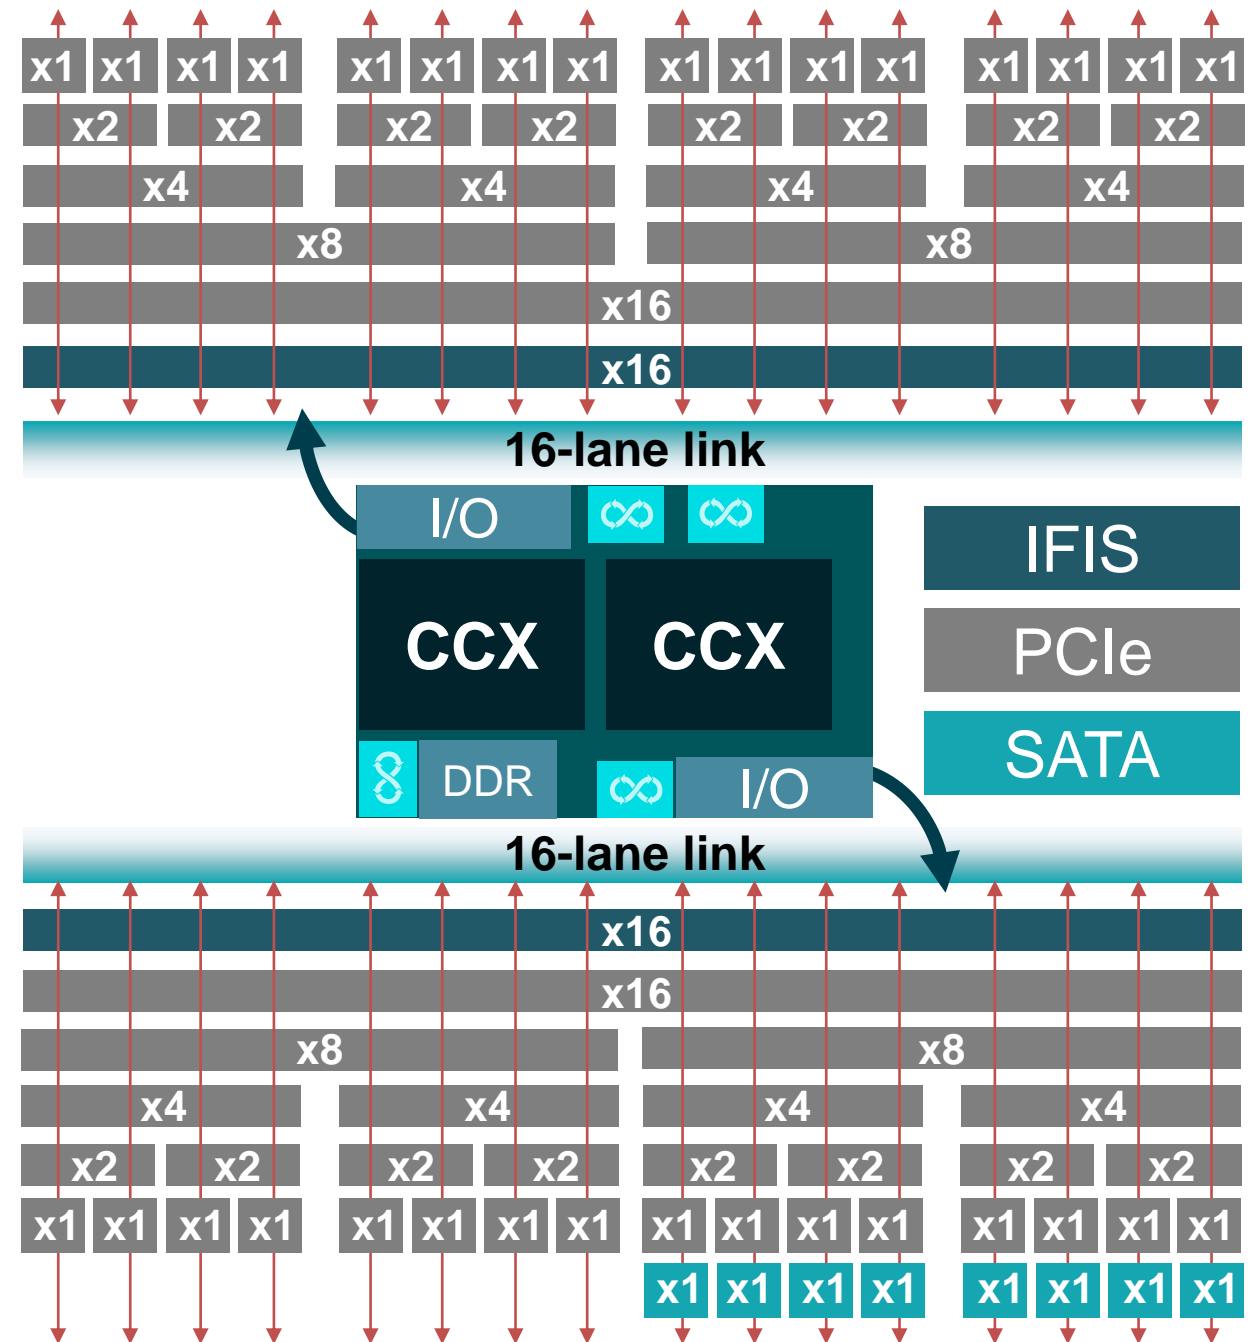 x1 x1 x1 x1 x1 x1 x1 x1 x1 x1 x1 x1 x1 x1 x1 x1
x2 x2 x2 x2 x2 x2 x2 x2
x4 x4 x4 x4
x8 x8
x16
x16
16-lane link
I/O
CCX CCX
DDR I/O
IFIS
PCIe
SATA
16-lane link
x16
x16
x8 x8
x4 x4 x4 x4
x2 x2 x2 x2 x2 x2 x2 x2
x1 x1 x1 x1 x1 x1 x1 x1 x1 x1 x1 x1 x1 x1 x1 x1
x1 x1 x1 x1 x1 x1 x1 x1